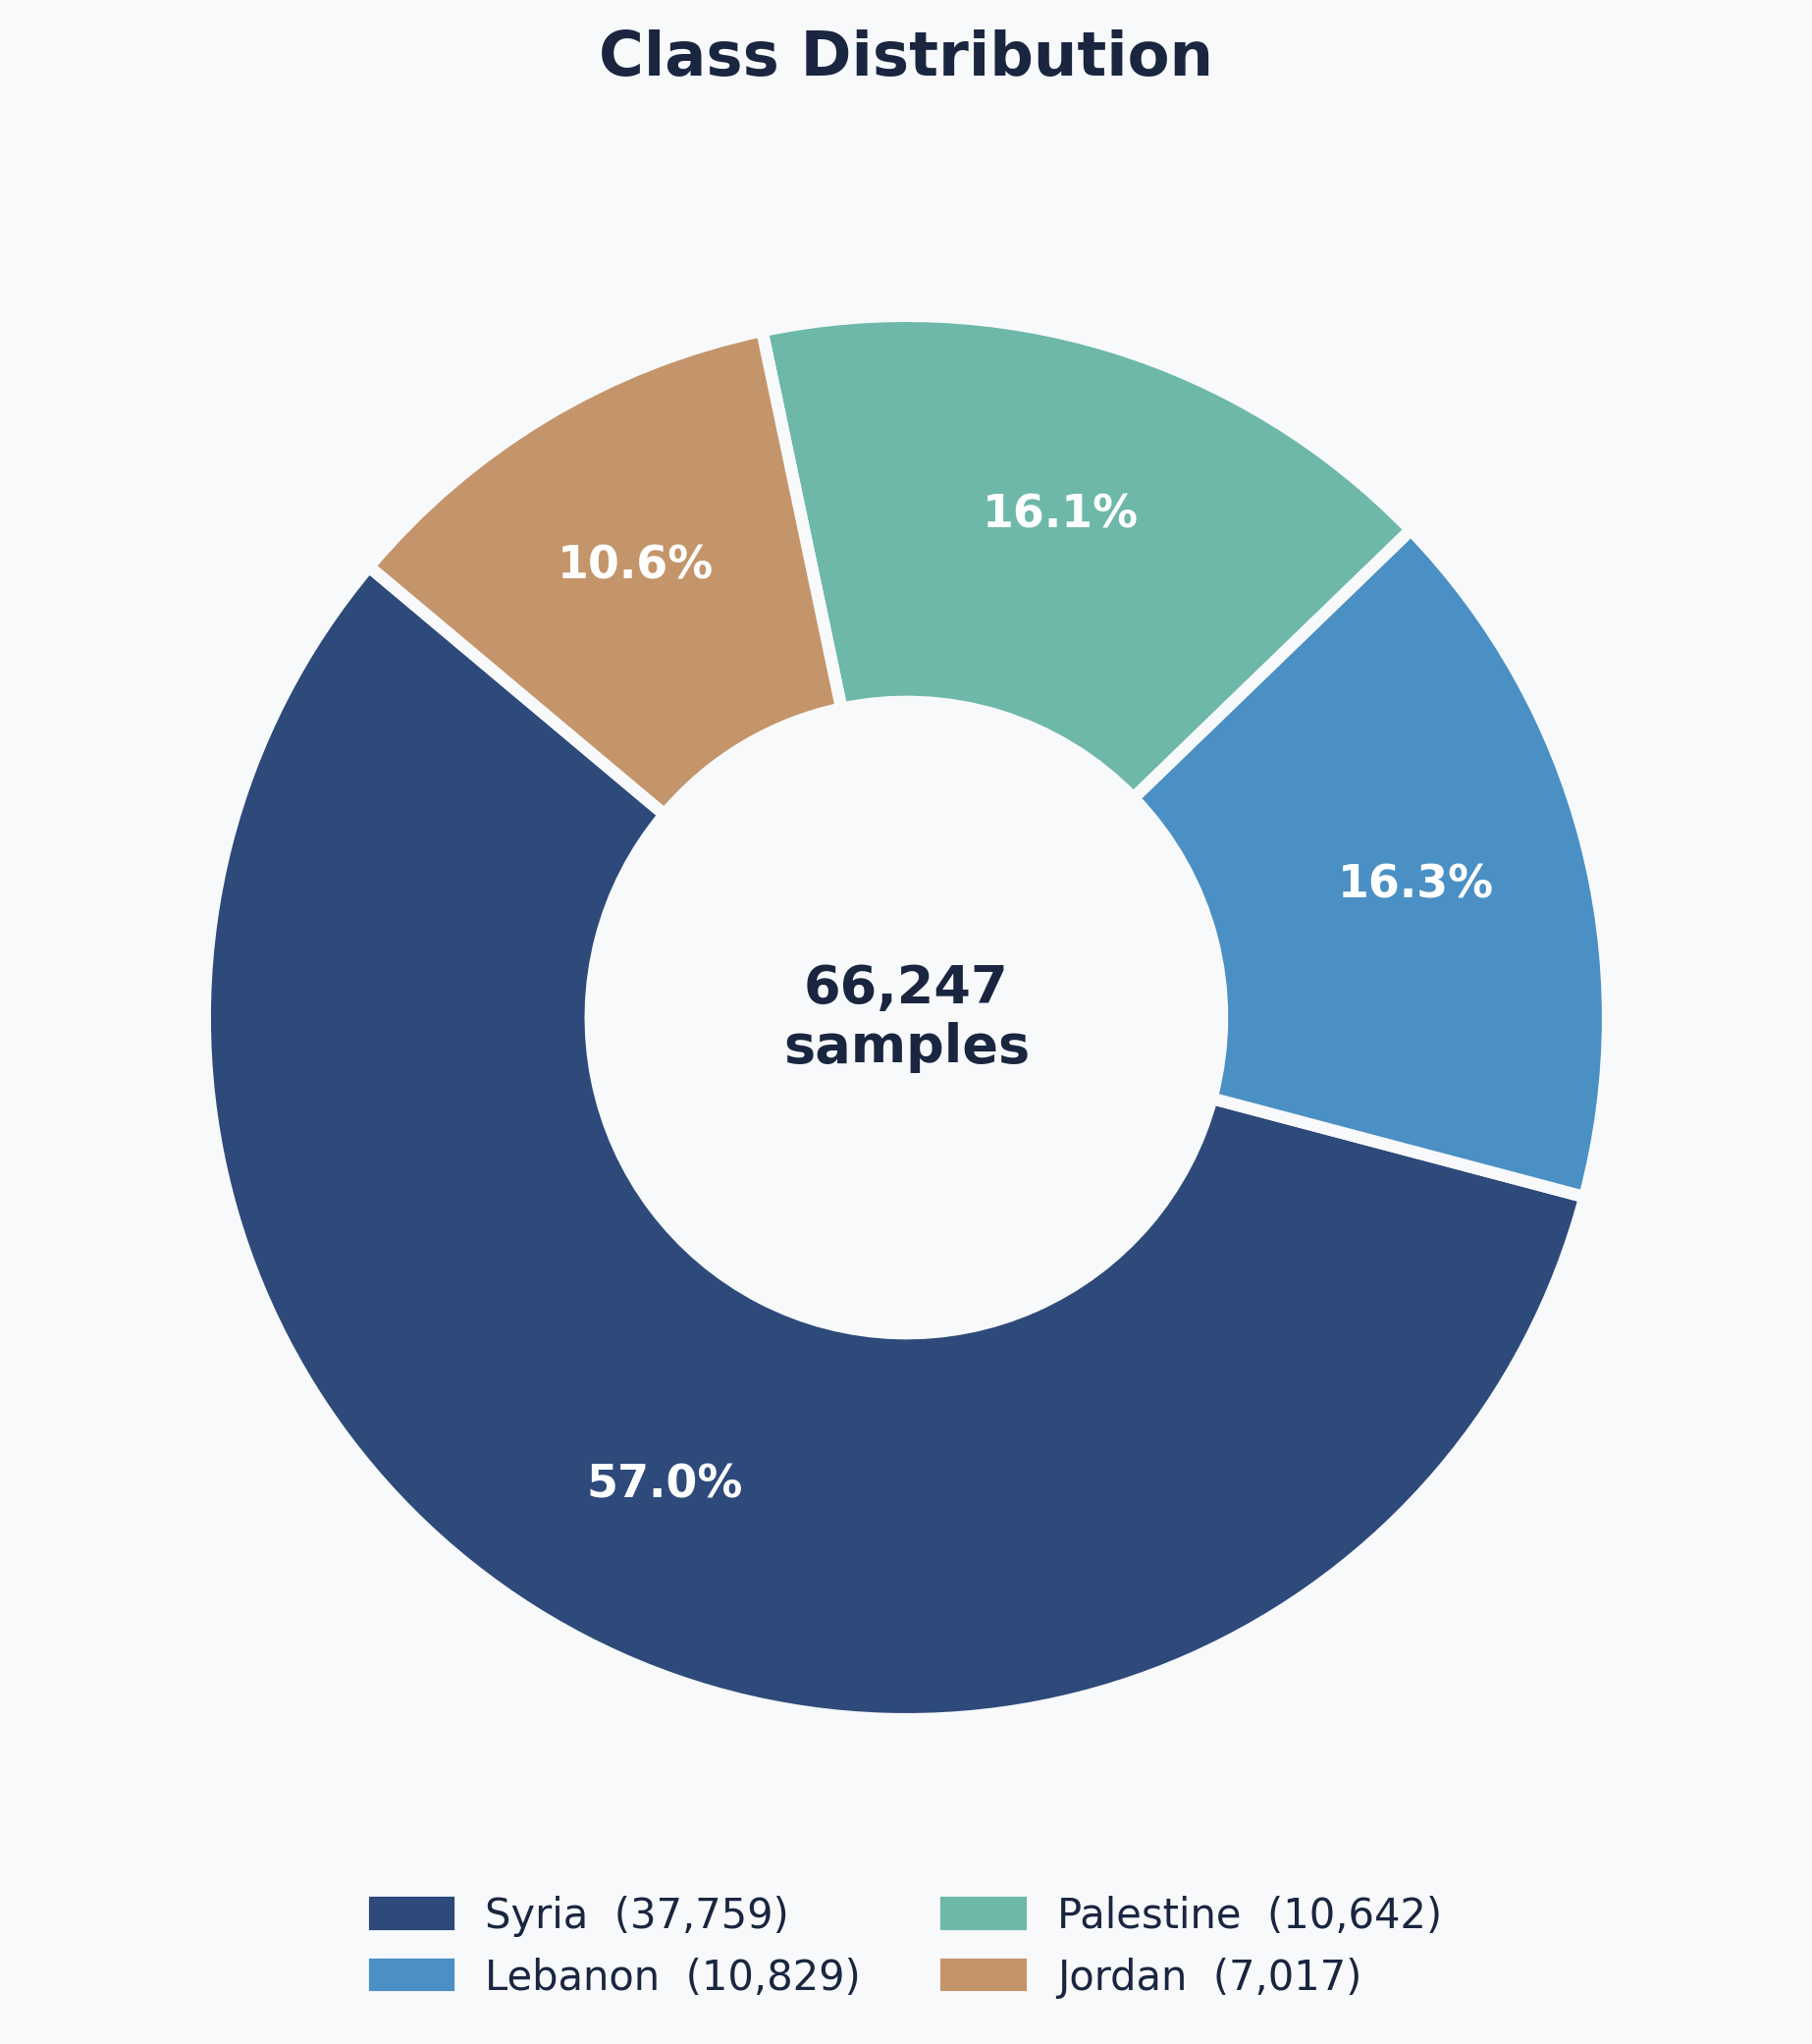 Class Distribution
16.1%
10.6%
16.3%
66,247
samples
57.0%
Syria (37,759)
Palestine (10,642)
Lebanon (10,829)
Jordan (7,017)